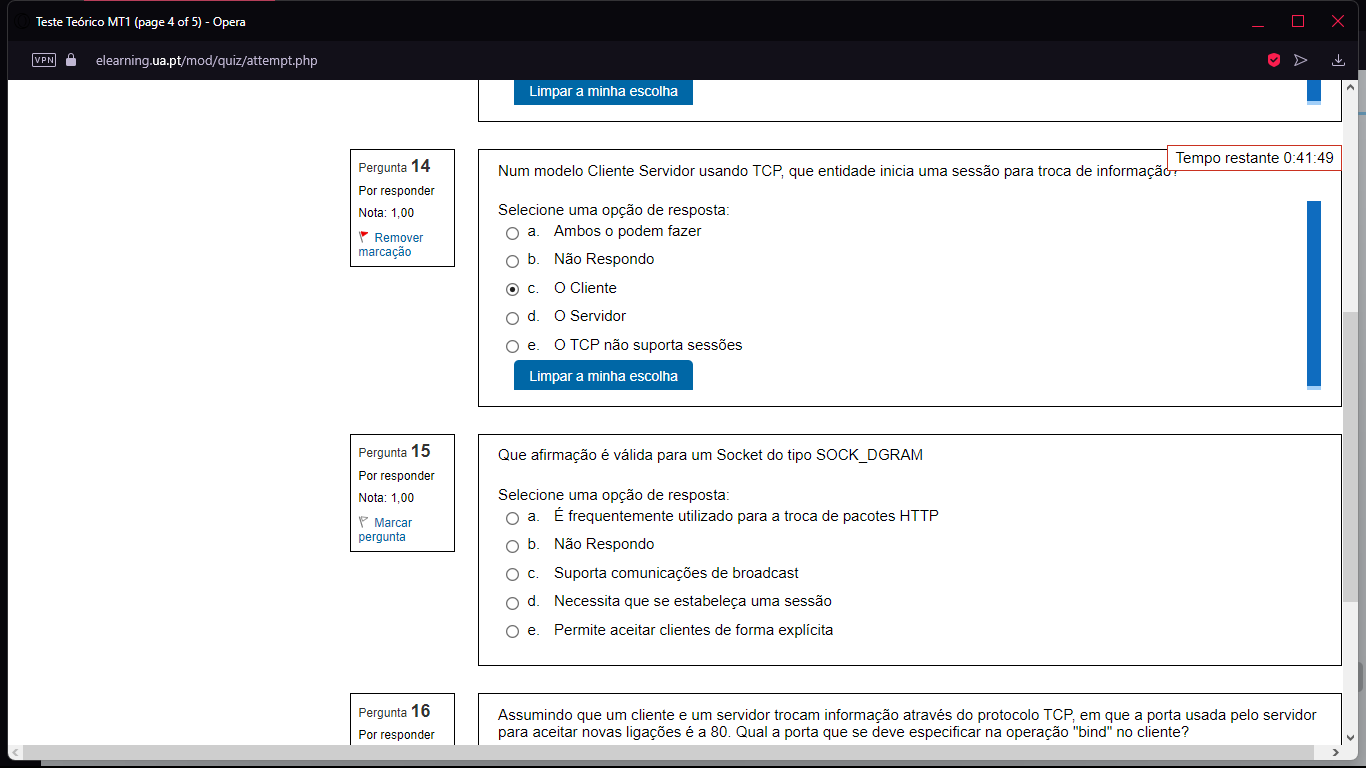 Teste Teórico MT1 (page 4 of 5) - Opera
VPN
elearning.ua.pt/mod/quiz/attempt.php
Limpar a minha escolha
Pergunta 14
Por responder
Nota: 1,00
Remover
marcação
Tempo restante 0:41:49
Num modelo Cliente Servidor usando TCP, que entidade inicia uma sessão para troca de informação?
Selecione uma opção de resposta:
a. Ambos o podem fazer
b. Não Respondo
c. O Cliente
d. O Servidor
e. O TCP não suporta sessões
Limpar a minha escolha
Pergunta 15
Por responder
Nota: 1,00
Marcar
pergunta
Que afirmação é válida para um Socket do tipo SOCK_DGRAM
Selecione uma opção de resposta:
a. É frequentemente utilizado para a troca de pacotes HTTP
b. Não Respondo
c. Suporta comunicações de broadcast
d. Necessita que se estabeleça uma sessão
e. Permite aceitar clientes de forma explícita
Pergunta 16
Por responder
Assumindo que um cliente e um servidor trocam informação através do protocolo TCP, em que a porta usada pelo servidor
para aceitar novas ligações é a 80. Qual a porta que se deve especificar na operação "bind" no cliente?